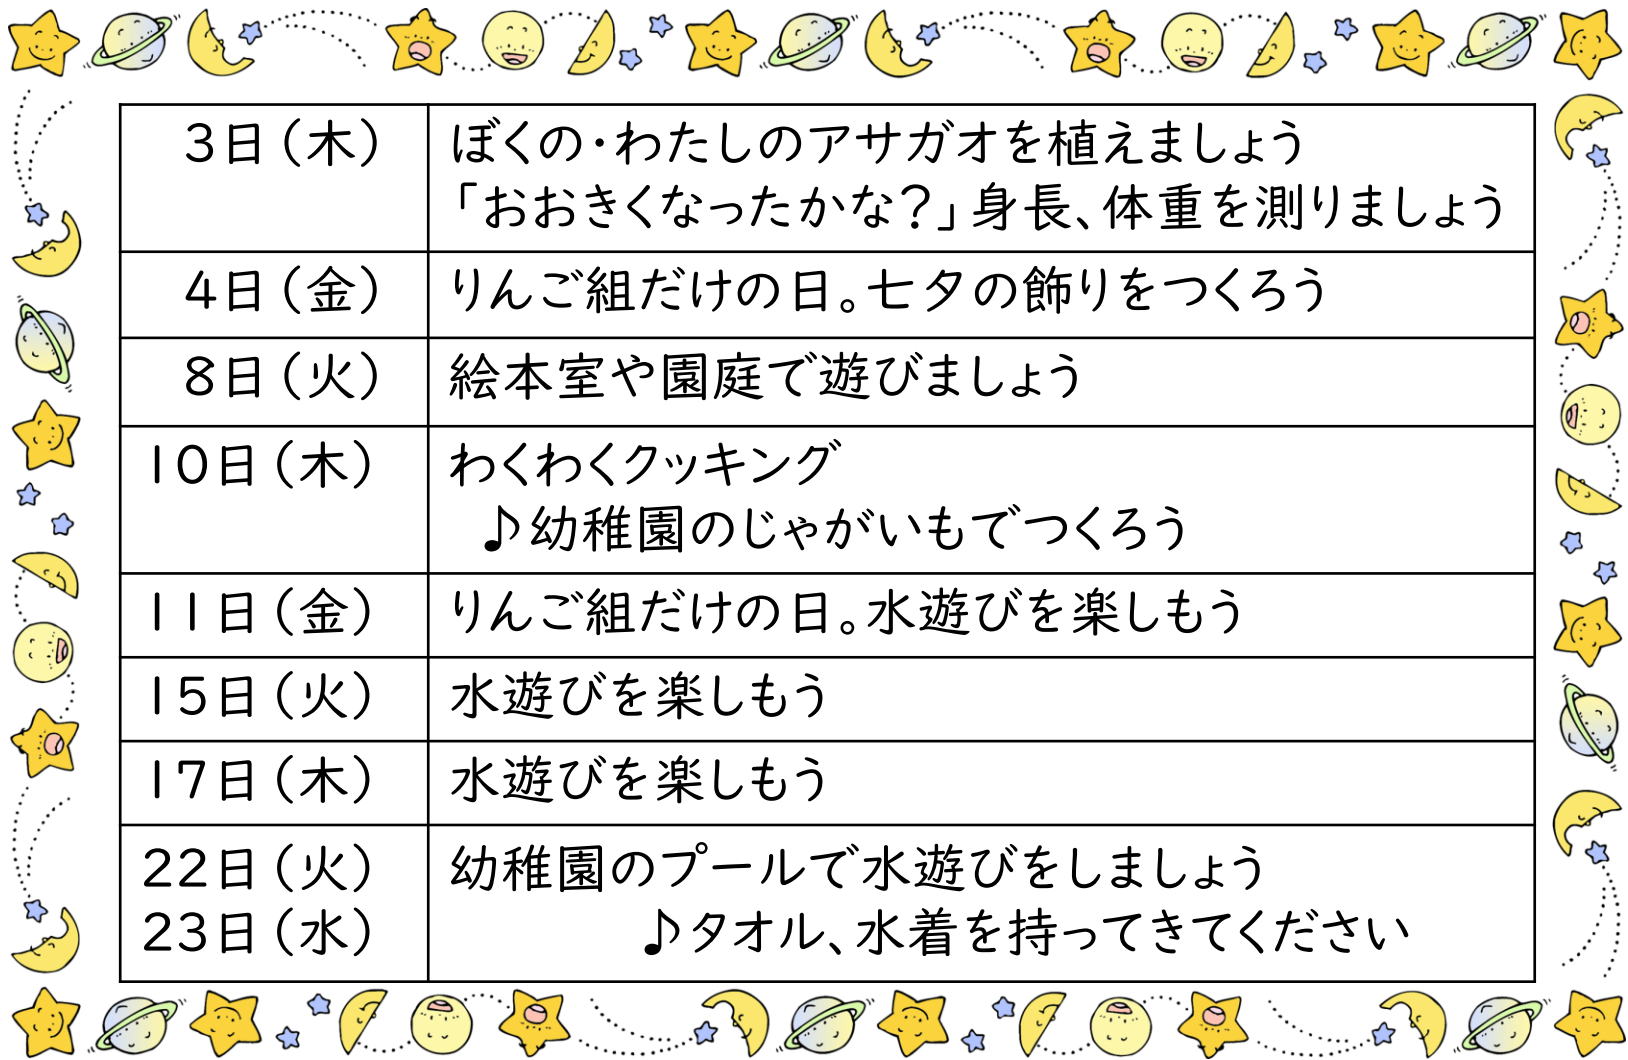 3日(木)
ぼくの・わたしのアサガオを植えましょう
「おおきくなったかな?」身長、体重を測りましょう
4日(金)
りんご組だけの日。七夕の飾りをつくろう
8日(火)
絵本室や園庭で遊びましょう
10日(木)
わくわくクッキング
♪幼稚園のじゃがいもでつくろう
11日(金)
りんご組だけの日。水遊びを楽しもう
15日(火)
水遊びを楽しもう
17日(木)
水遊びを楽しもう
22日(火)
23日(水)
幼稚園のプールで水遊びをしましょう
♪タオル、水着を持ってきてください